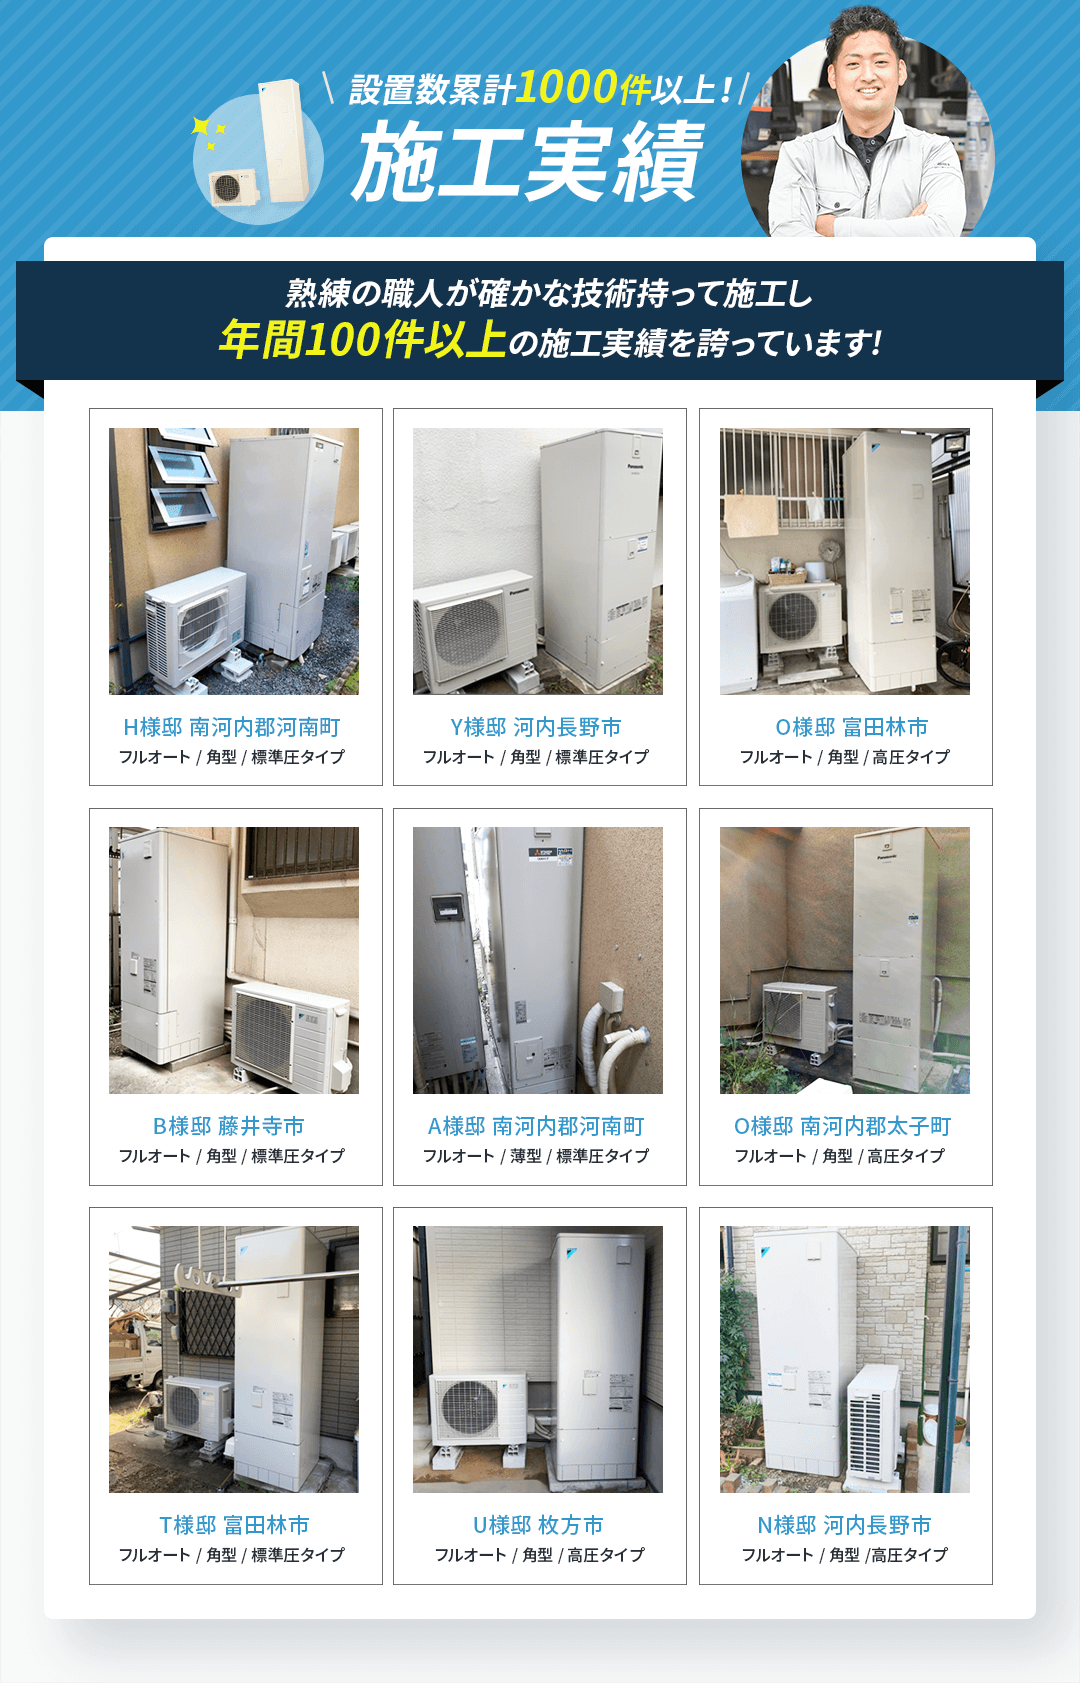 設置数累計1000件以上!
施工実績
熟練の職人が確かな技術持って施工し
年間100件以上の施工実績を誇っています!
Panasonic
H様邸 南河内郡河南町
フルオート / 角型 / 標準圧タイプ
Y様邸 河内長野市
フルオート / 角型 / 標準圧タイプ
O様邸 富田林市
フルオート / 角型 / 高圧タイプ
Panasonic
B様邸 藤井寺市
フルオート / 角型 / 標準圧タイプ
A様邸 南河内郡河南町
フルオート / 薄型 / 標準圧タイプ
O様邸 南河内郡太子町
フルオート / 角型 / 高圧タイプ
T様邸 富田林市
フルオート / 角型 / 標準圧タイプ
U様邸 枚方市
フルオート / 角型 / 高圧タイプ
N様邸 河内長野市
フルオート / 角型 /高圧タイプ